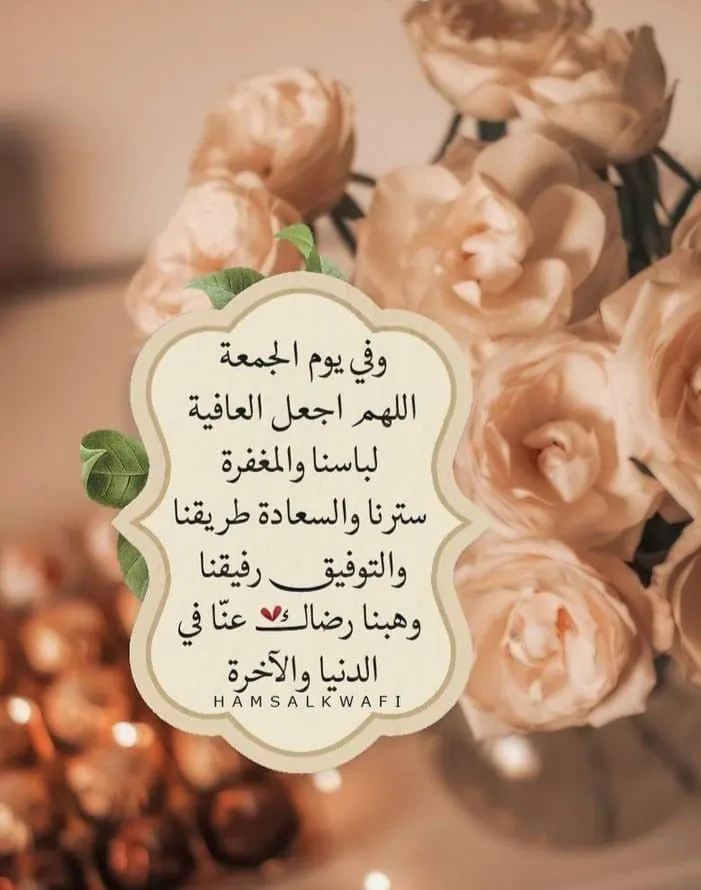 وفي يوم الجمعة
اللهم اجعل العافية
لباسنا والمغفرة
سترنا والسعادة طريقنا
والتوفيق رفيقنا
وهبنا رضاك عنّا في
الدنيا والآخرة
HAMSALKWAFI